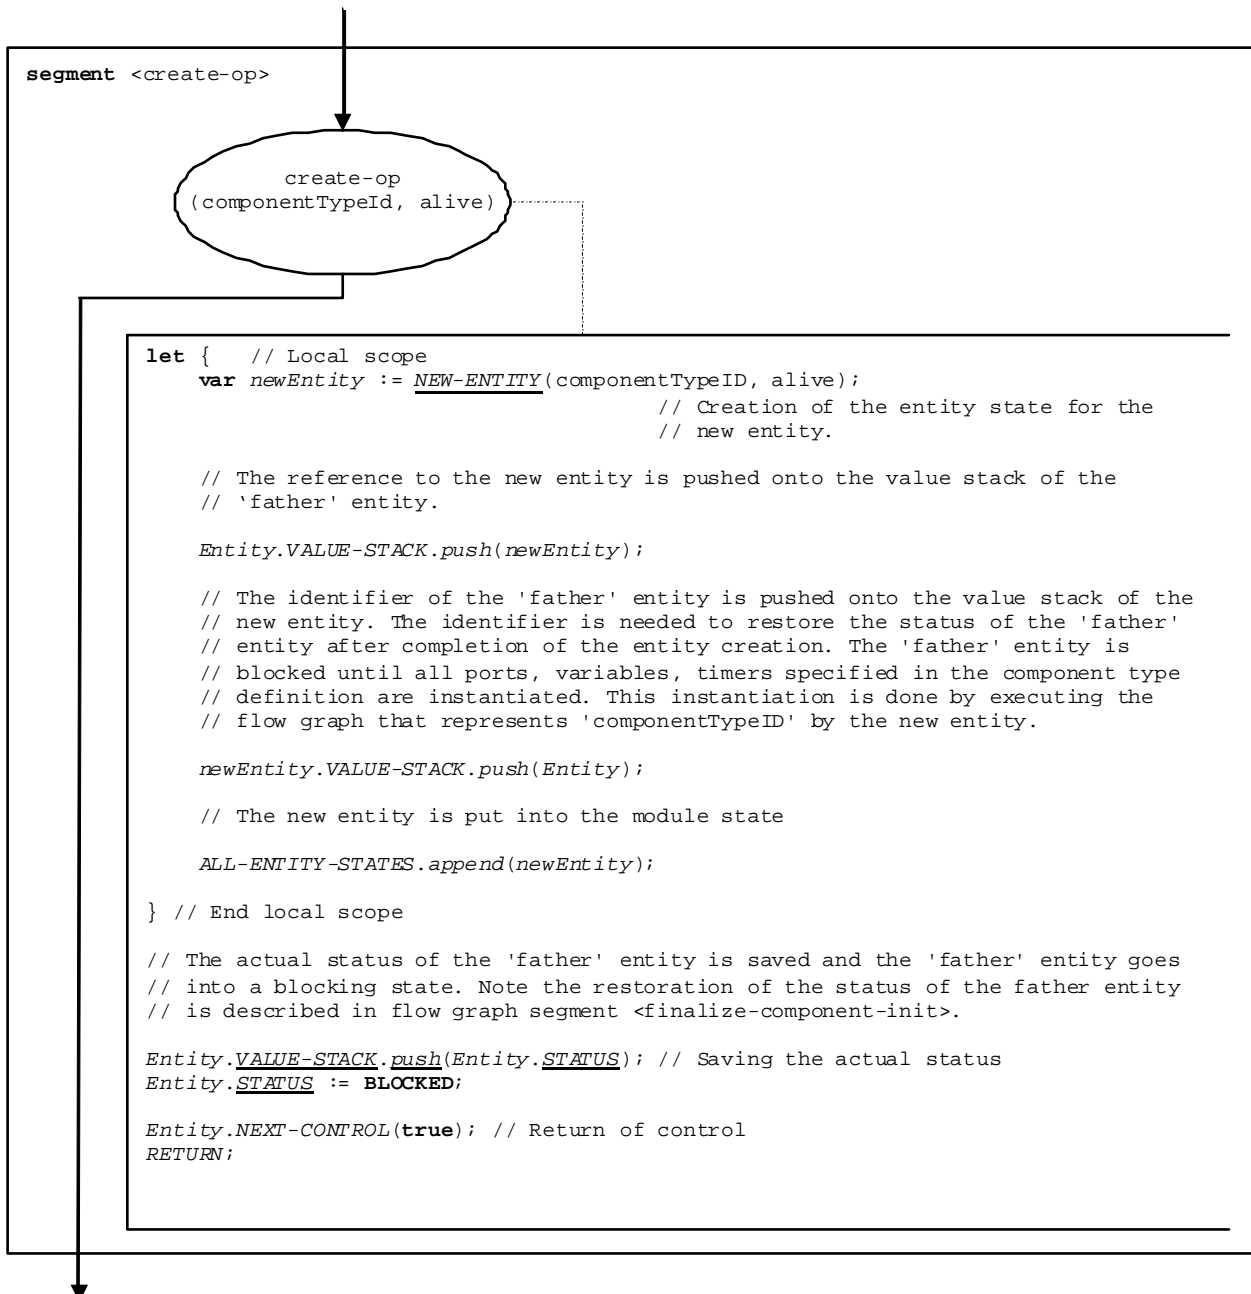 segment <create-op>
create-op
(componentTypeId, alive)
let {   // Local scope
var newEntity := NEW-ENTITY(componentTypeID, alive);
// Creation of the entity state for the
// new entity.
// The reference to the new entity is pushed onto the value stack of the
// ‘father' entity.
Entity.VALUE-STACK.push(newEntity);
// The identifier of the 'father' entity is pushed onto the value stack of the
// new entity. The identifier is needed to restore the status of the 'father'
// entity after completion of the entity creation. The 'father' entity is
// blocked until all ports, variables, timers specified in the component type
// definition are instantiated. This instantiation is done by executing the
// flow graph that represents 'componentTypeID' by the new entity.
newEntity.VALUE-STACK.push(Entity);
// The new entity is put into the module state
ALL-ENTITY-STATES.append(newEntity);
} // End local scope
// The actual status of the 'father' entity is saved and the 'father' entity goes
// into a blocking state. Note the restoration of the status of the father entity
// is described in flow graph segment <finalize-component-init>.
Entity.VALUE-STACK.push(Entity.STATUS); // Saving the actual status
Entity.STATUS := BLOCKED;
Entity.NEXT-CONTROL(true); // Return of control
RETURN;